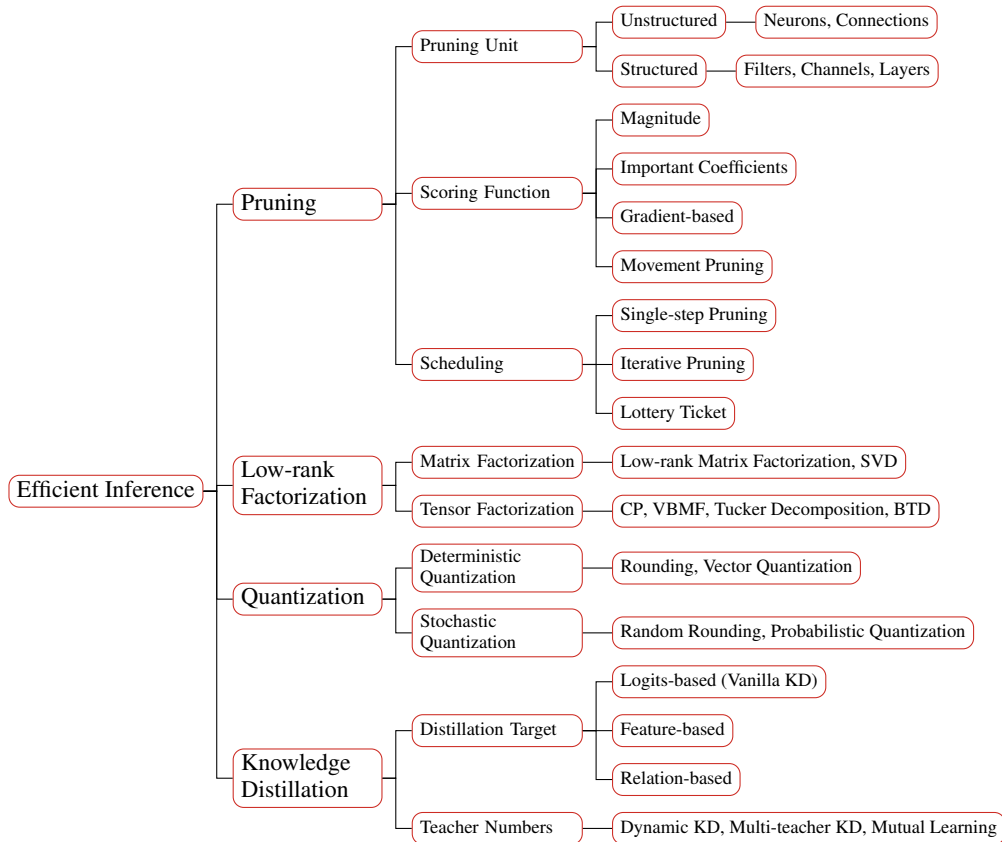 Efficient Inference
Pruning
Pruning Unit
Unstructured
Neurons, Connections
Structured
Filters, Channels, Layers
Scoring Function
Magnitude
Important Coefficients
Gradient-based
Movement Pruning
Scheduling
Single-step Pruning
Iterative Pruning
Lottery Ticket
Low-rank
Factorization
Matrix Factorization
Low-rank Matrix Factorization, SVD
Tensor Factorization
CP, VBMF, Tucker Decomposition, BTD
Quantization
Deterministic
Quantization
Rounding, Vector Quantization
Stochastic
Quantization
Random Rounding, Probabilistic Quantization
Knowledge
Distillation
Distillation Target
Logits-based (Vanilla KD)
Feature-based
Relation-based
Teacher Numbers
Dynamic KD, Multi-teacher KD, Mutual Learning